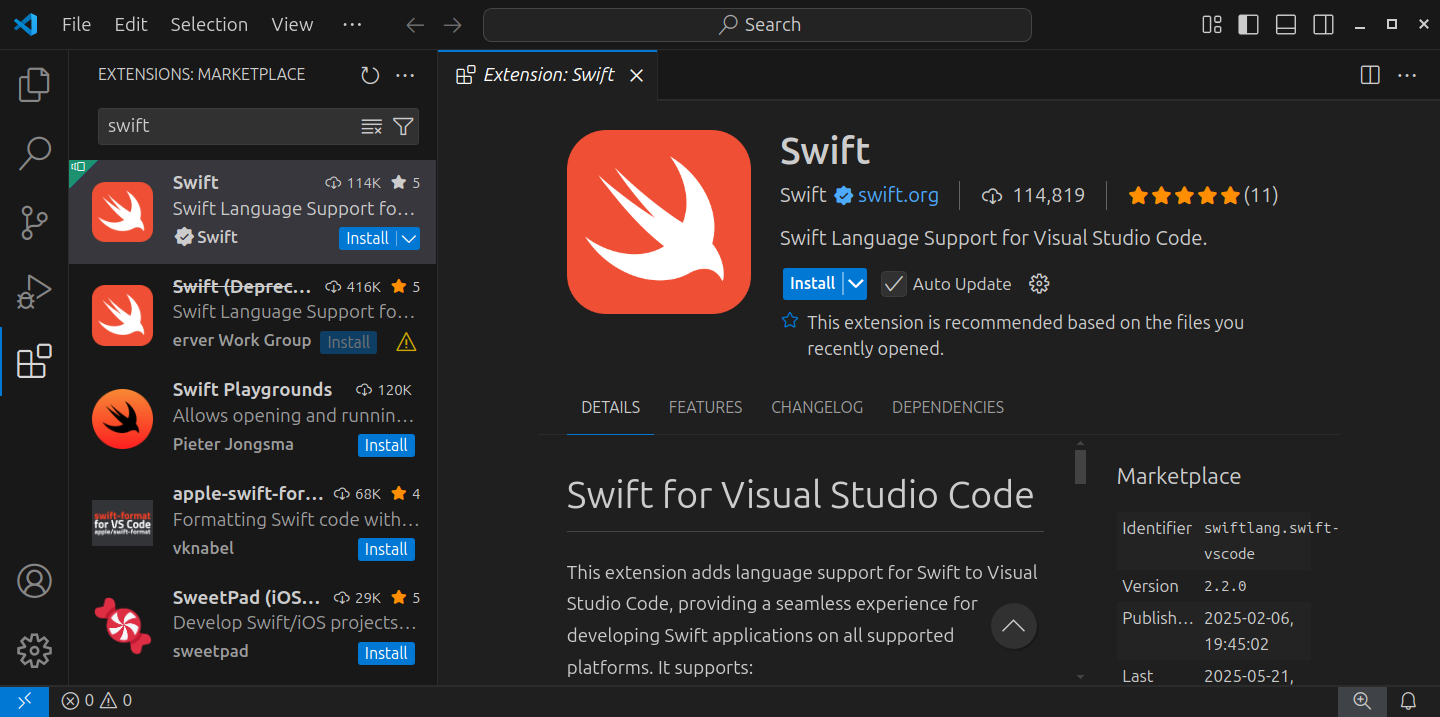 File Edit Selection View ···
Search
EXTENSIONS: MARKETPLACE
swift
Swift 114K 5
Swift Language Support fo...
Swift Install
Swift (Deprec... 416K 5
Swift Language Support fo...
erver Work Group Install
Swift Playgrounds 120K
Allows opening and runnin...
Pieter Jongsma Install
apple-swift-for... 68K 4
swift-format
for VS Code
apple/swift-format
Formatting Swift code with...
vknabel Install
SweetPad (iOS... 29K 5
Develop Swift/iOS projects...
sweetpad Install
Extension: Swift
Swift
Swift swift.org 114,819 (11)
Swift Language Support for Visual Studio Code.
Install Auto Update
This extension is recommended based on the files you
recently opened.
DETAILS FEATURES CHANGELOG DEPENDENCIES
Swift for Visual Studio Code
This extension adds language support for Swift to Visual
Studio Code, providing a seamless experience for
developing Swift applications on all supported
platforms. It supports:
Marketplace
Identifier swiftlang.swift-
vscode
Version 2.2.0
Publish... 2025-02-06,
19:45:02
Last 2025-05-21,
0 0